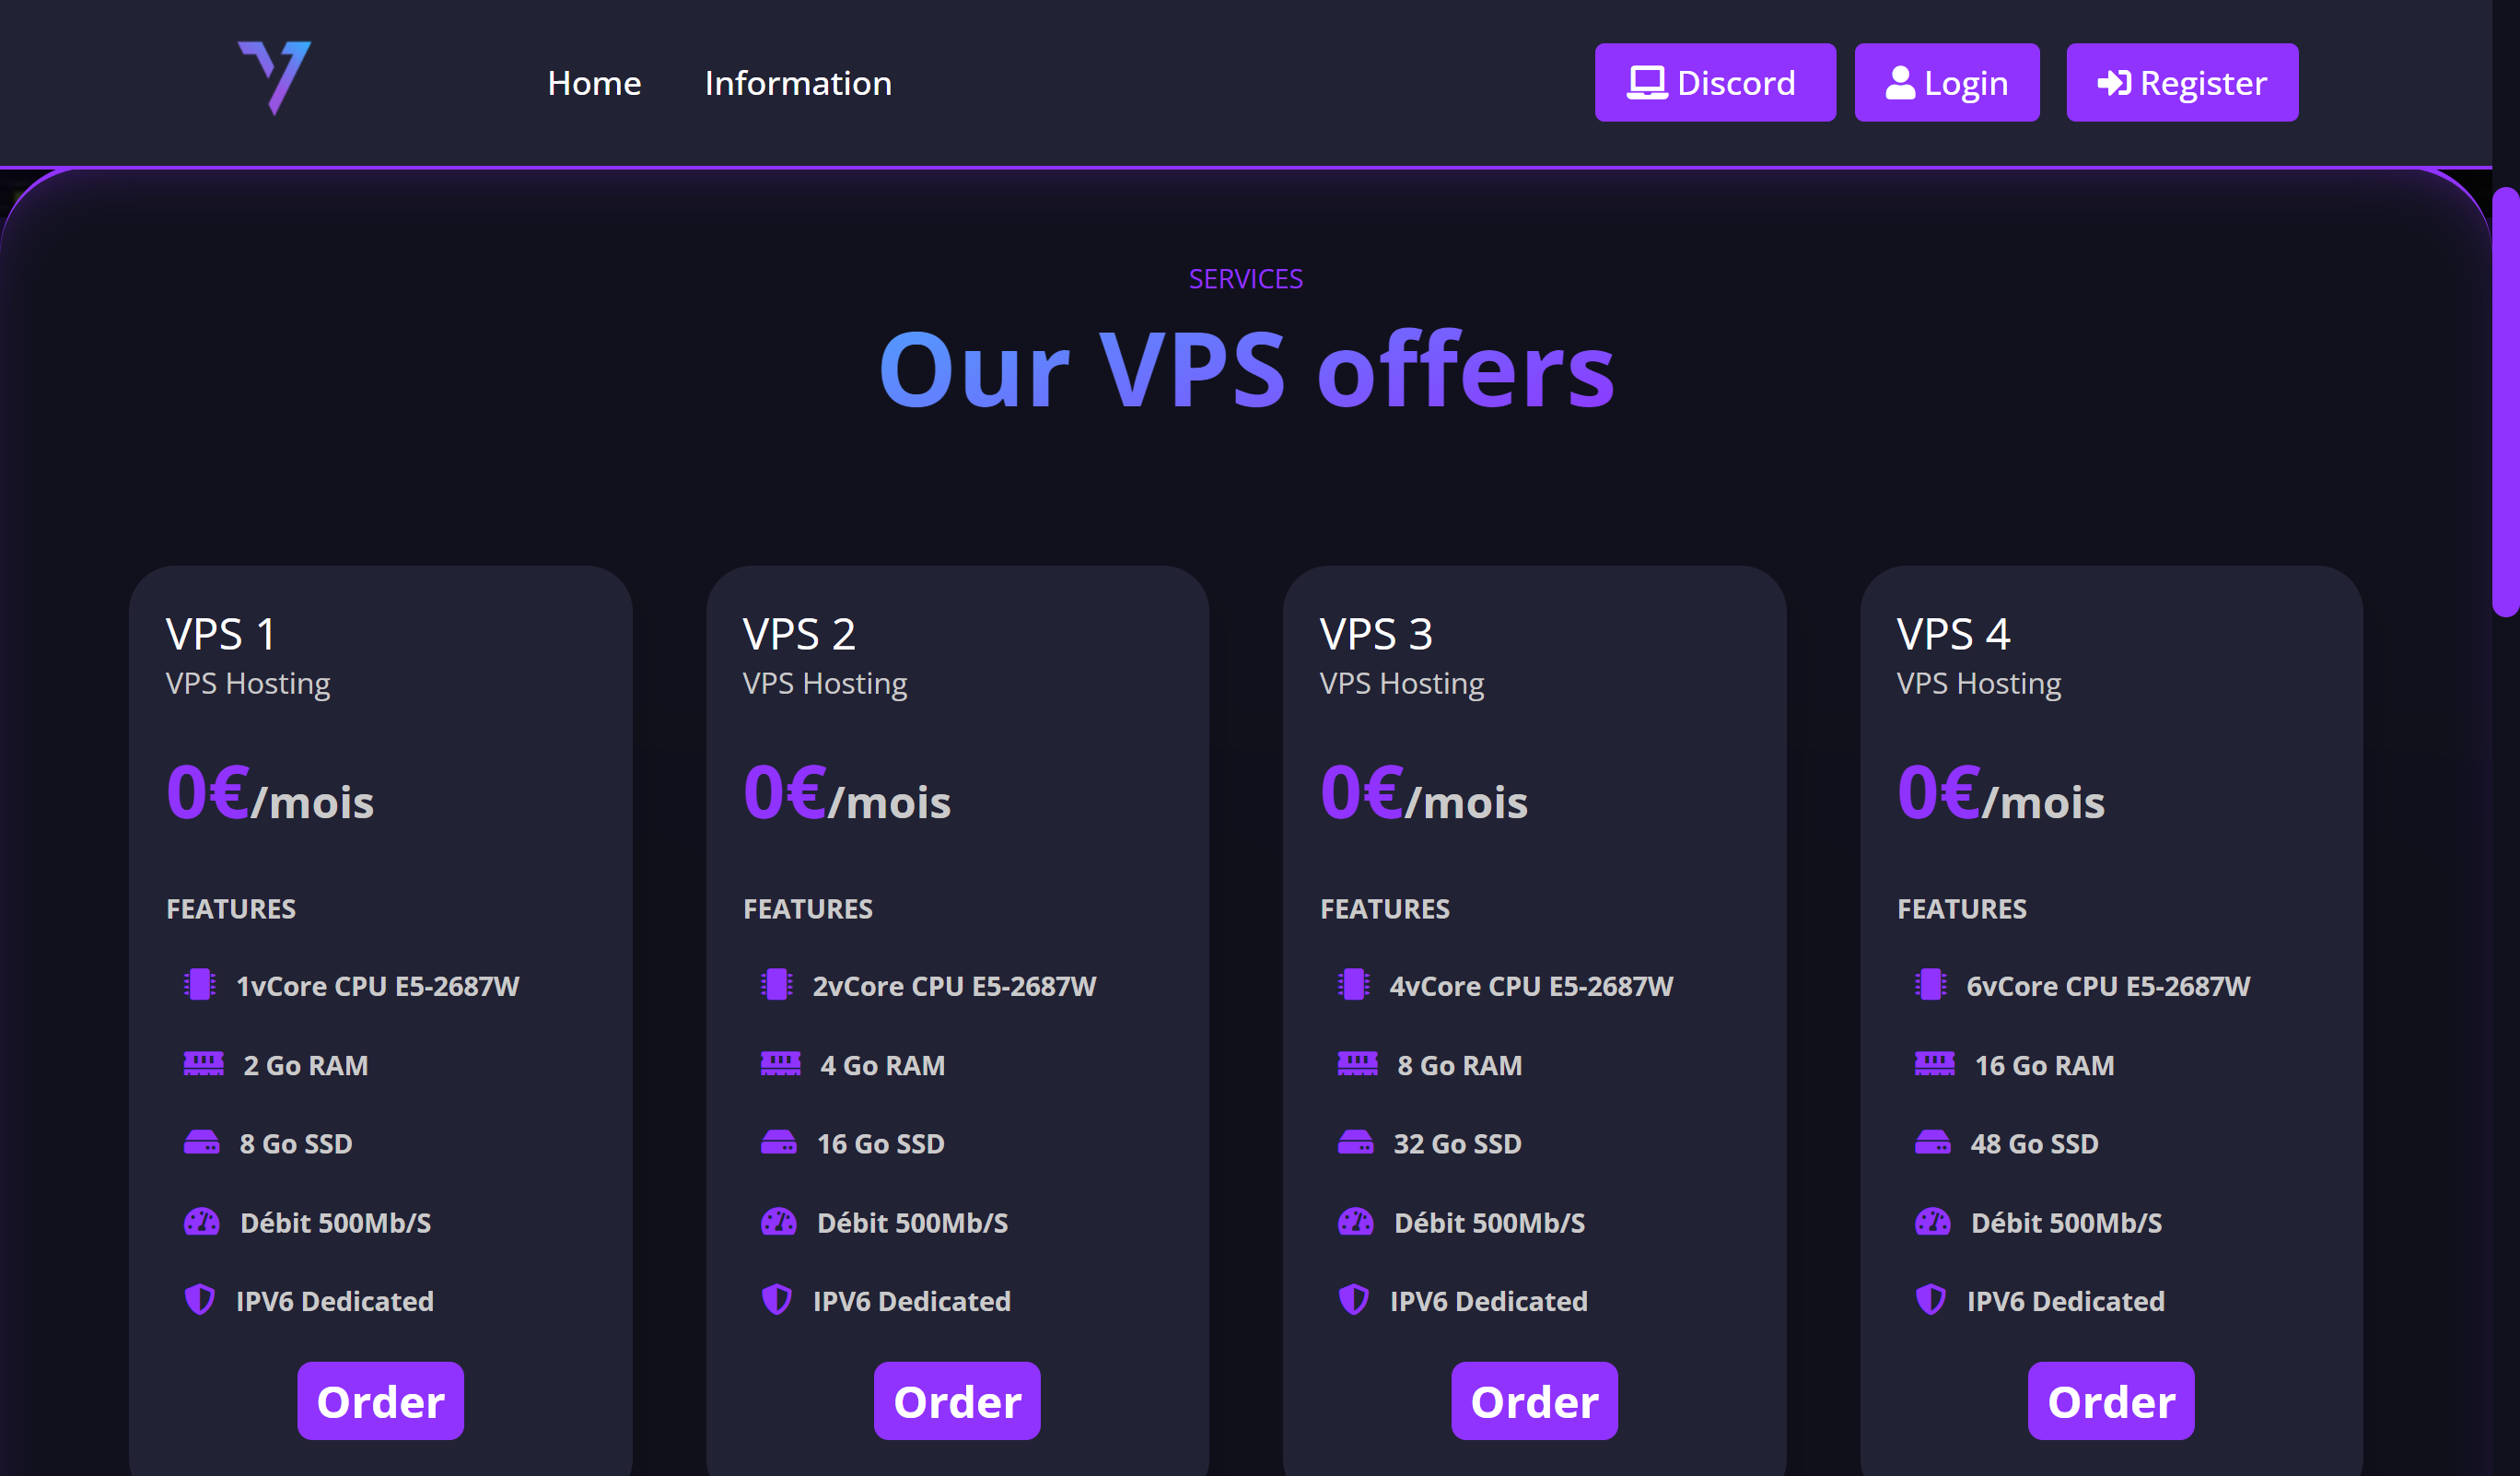 Home Information Discord Login Register
SERVICES
Our VPS offers
VPS 1
VPS Hosting
0€/mois
FEATURES
1vCore CPU E5-2687W
2 Go RAM
8 Go SSD
Débit 500Mb/S
IPV6 Dedicated
Order
VPS 2
VPS Hosting
0€/mois
FEATURES
2vCore CPU E5-2687W
4 Go RAM
16 Go SSD
Débit 500Mb/S
IPV6 Dedicated
Order
VPS 3
VPS Hosting
0€/mois
FEATURES
4vCore CPU E5-2687W
8 Go RAM
32 Go SSD
Débit 500Mb/S
IPV6 Dedicated
Order
VPS 4
VPS Hosting
0€/mois
FEATURES
6vCore CPU E5-2687W
16 Go RAM
48 Go SSD
Débit 500Mb/S
IPV6 Dedicated
Order